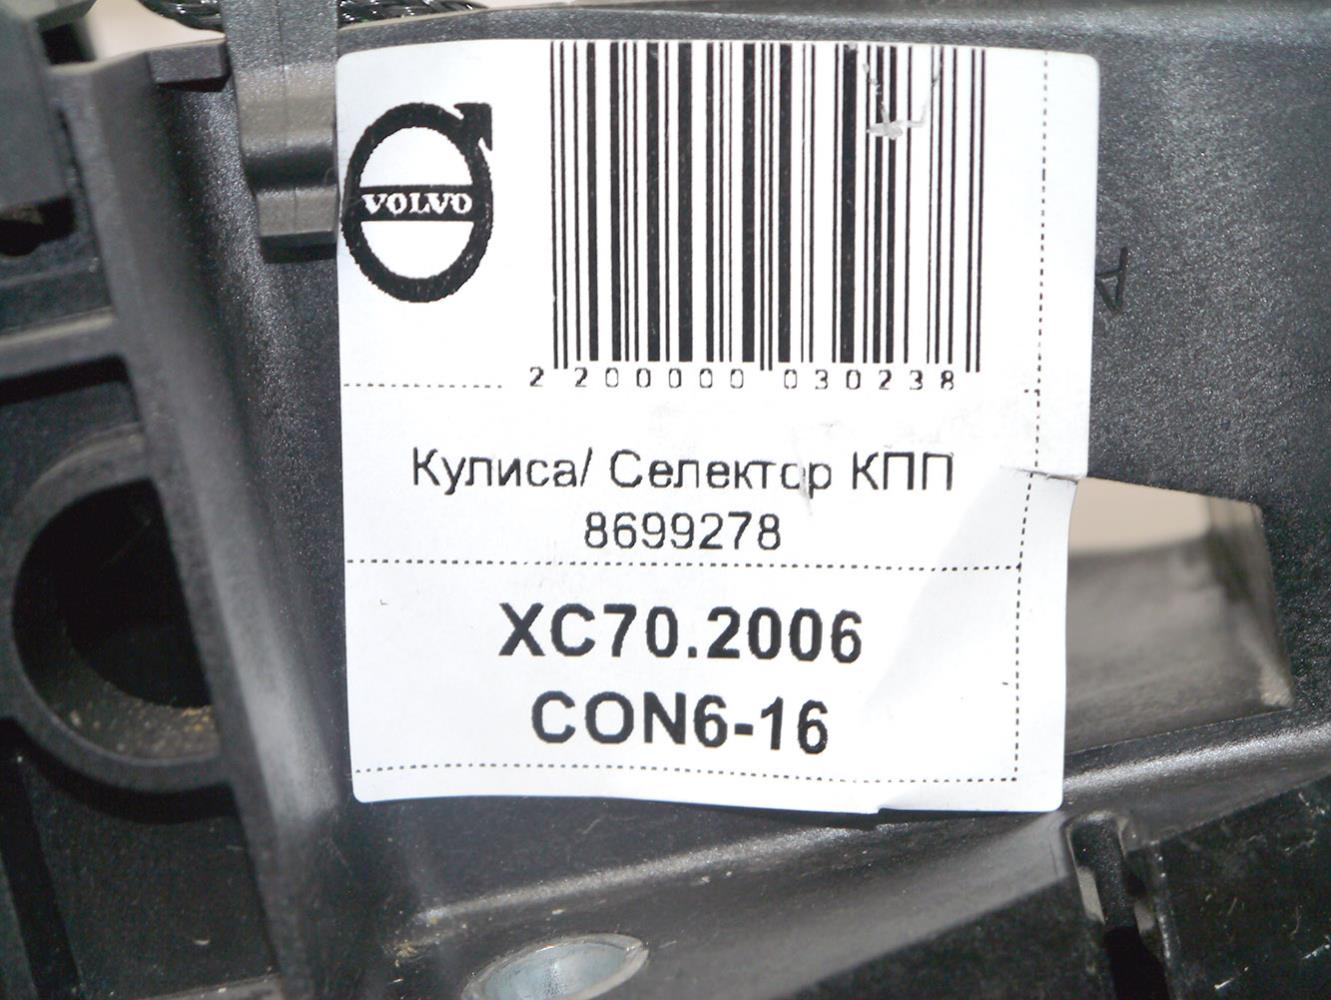 VOLVO
2 200000 030238
Кулиса/ Селектор КПП
8699278
XC70.2006
CON6-16